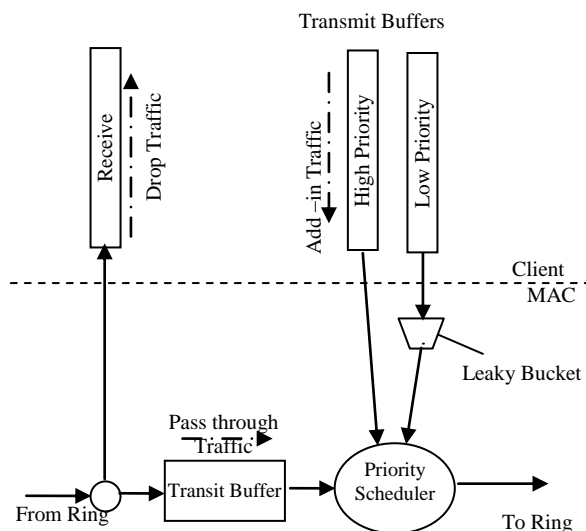 Transmit Buffers
Receive
Drop Traffic
Add –in Traffic
High Priority
Low Priority
Client
MAC
Leaky Bucket
Pass through
Traffic
Transit Buffer
Priority
Scheduler
From Ring
To Ring